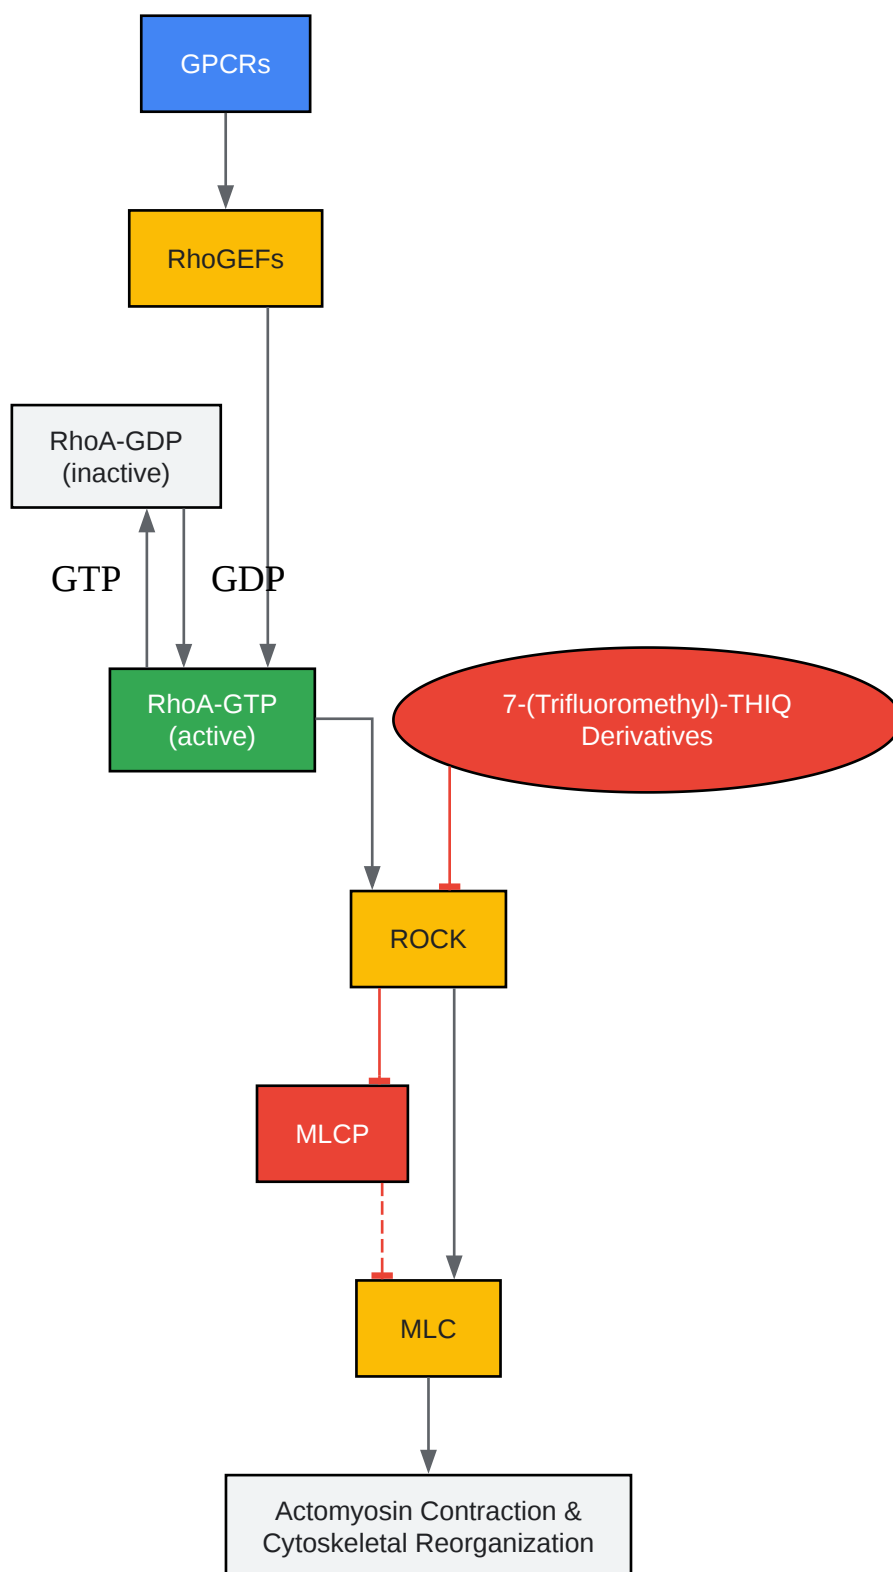 GPCRs
RhoGEFs
RhoA-GDP
(inactive)
GTP
GDP
RhoA-GTP
(active)
7-(Trifluoromethyl)-THIQ
Derivatives
ROCK
MLCP
MLC
Actomyosin Contraction &
Cytoskeletal Reorganization